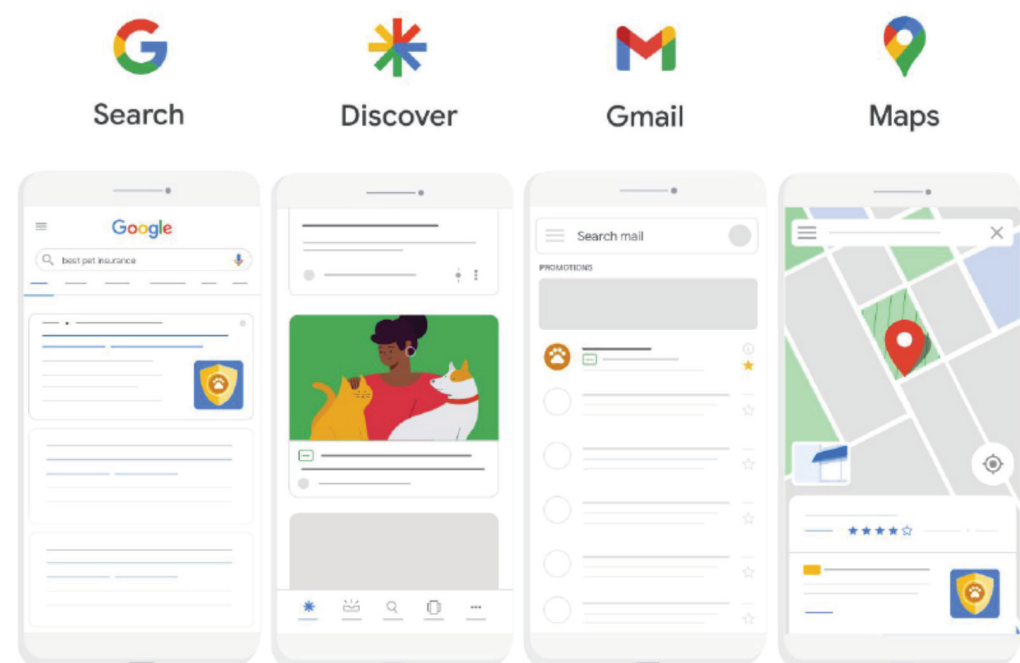 Search
Discover
Gmail
Maps
Google
best pet insurance
Search mail
PROMOTIONS